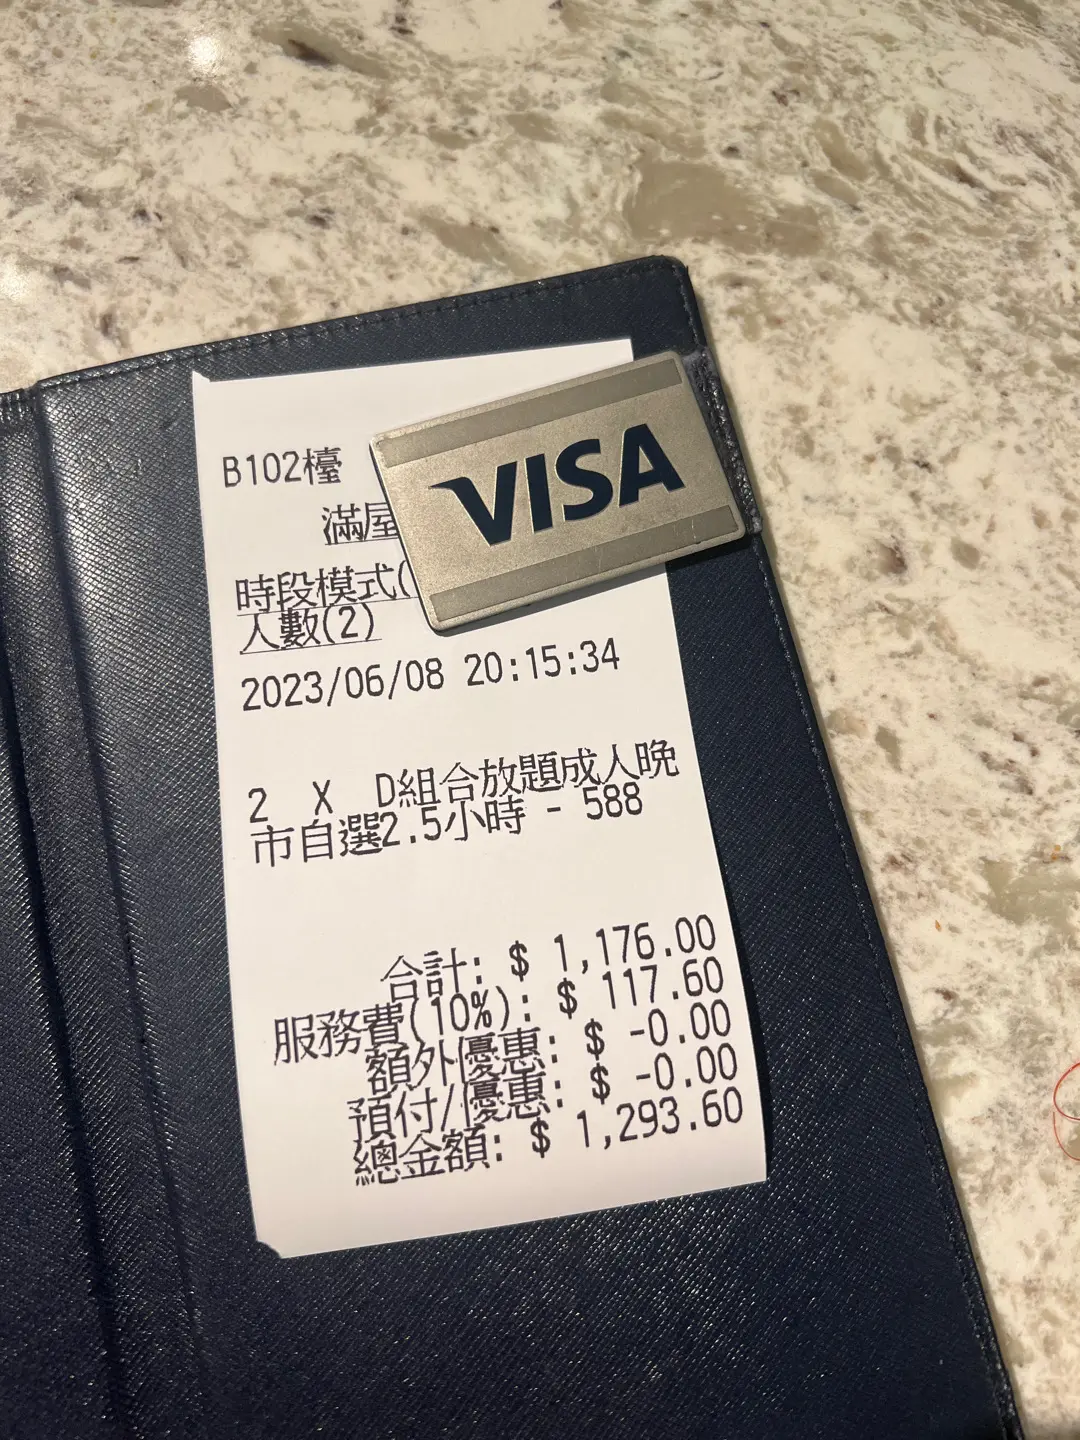 B102檯
VISA
滿屋
時段模式(
人數(2)
2023/06/08 20:15:34
2 X D組合放題成人晚
市自選2.5小時 - 588
合計: $ 1,176.00
服務費(10%): $ 117.60
額外優惠: $ -0.00
預付/優惠: $ -0.00
總金額: $ 1,293.60